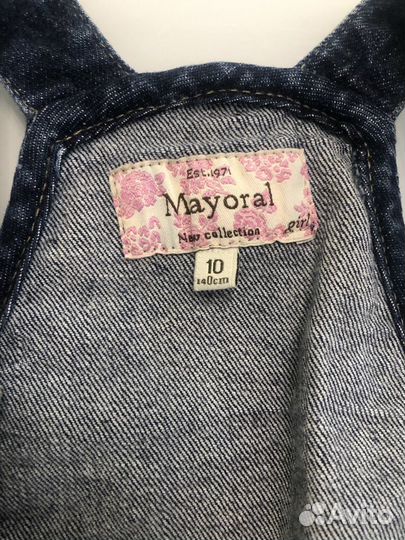 Est.1971
Mayoral
New collection
girl
10
140cm
Avito